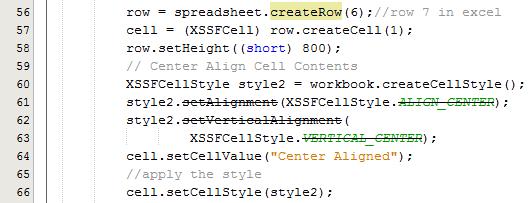 56 row = spreadsheet.createRow(6);//row 7 in excel
57 cell = (XSSFCell) row.createCell(1);
58 row.setHeight((short) 800);
59 // Center Align Cell Contents
60 XSSFCellStyle style2 = workbook.createCellStyle();
61 style2.setAlignment(XSSFCellStyle.ALIGN_CENTER);
62 style2.setVerticalAlignment(
63 XSSFCellStyle.VERTICAL_CENTER);
64 cell.setCellValue("Center Aligned");
65 //apply the style
66 cell.setCellStyle(style2);